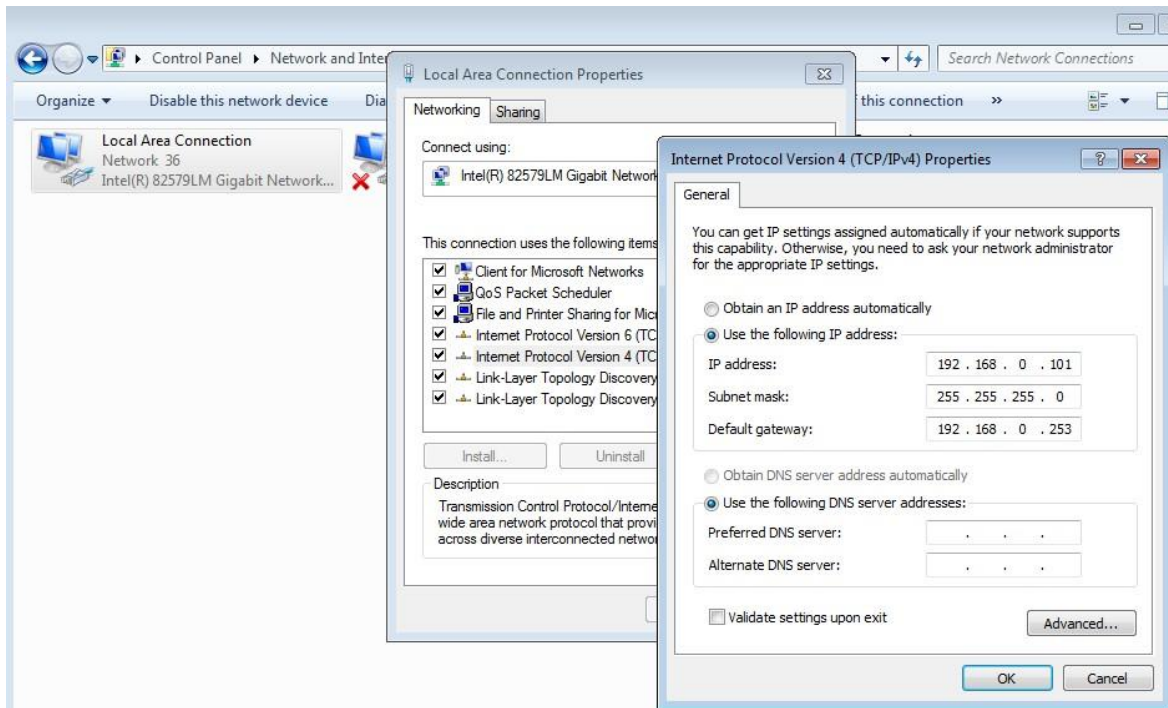 Control Panel Network and Inter
Search Network Connections
Organize Disable this network device Dia
this connection »
Local Area Connection
Network 36
Intel(R) 82579LM Gigabit Network...
Local Area Connection Properties
Networking Sharing
Connect using:
Intel(R) 82579LM Gigabit Network
This connection uses the following items
Client for Microsoft Networks
QoS Packet Scheduler
File and Printer Sharing for Micr
Internet Protocol Version 6 (TC
Internet Protocol Version 4 (TC
Link-Layer Topology Discovery
Link-Layer Topology Discovery
Install... Uninstall
Description
Transmission Control Protocol/Interne
wide area network protocol that provi
across diverse interconnected networ
Internet Protocol Version 4 (TCP/IPv4) Properties
General
You can get IP settings assigned automatically if your network supports
this capability. Otherwise, you need to ask your network administrator
for the appropriate IP settings.
Obtain an IP address automatically
Use the following IP address:
IP address: 192 . 168 . 0 . 101
Subnet mask: 255 . 255 . 255 . 0
Default gateway: 192 . 168 . 0 . 253
Obtain DNS server address automatically
Use the following DNS server addresses:
Preferred DNS server: . . .
Alternate DNS server: . . .
Validate settings upon exit
Advanced...
OK Cancel